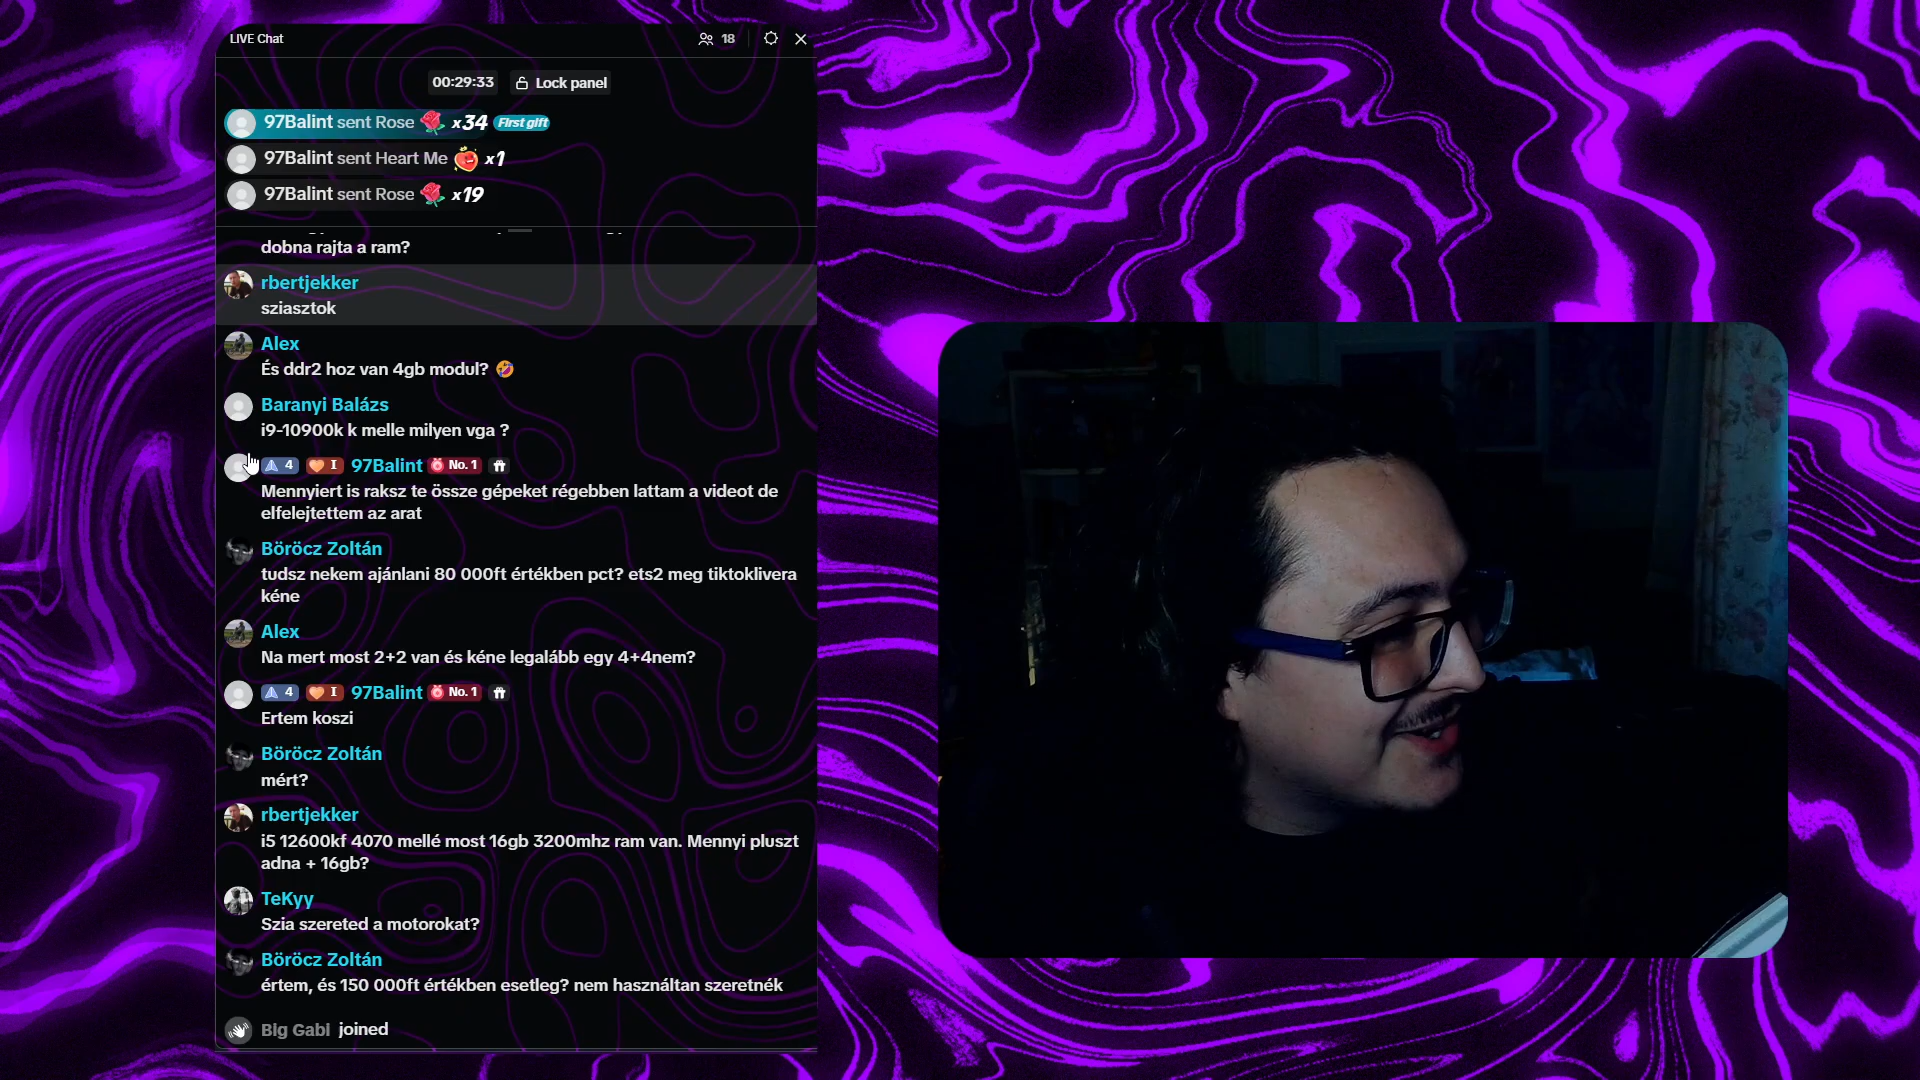 LIVE Chat
18
00:29:33
Lock panel
97Balint sent Rose x34 First gift
97Balint sent Heart Me x1
97Balint sent Rose x19
dobna rajta a ram?
rbertjekker
sziasztok
Alex
És ddr2 hoz van 4gb modul? 🤣
Baranyi Balázs
i9-10900k k melle milyen vga ?
4 I 97Balint No. 1
Mennyiert is raksz te össze gépeket régebben lattam a videot de
elfelejtettem az arat
Böröcz Zoltán
tudsz nekem ajánlani 80 000ft értékben pct? ets2 meg tiktoklivera
kéne
Alex
Na mert most 2+2 van és kéne legalább egy 4+4nem?
4 I 97Balint No. 1
Ertem koszi
Böröcz Zoltán
mért?
rbertjekker
i5 12600kf 4070 mellé most 16gb 3200mhz ram van. Mennyi pluszt
adna + 16gb?
TeKyy
Szia szereted a motorokat?
Böröcz Zoltán
értem, és 150 000ft értékben esetleg? nem használtan szeretnék
Big Gabi joined